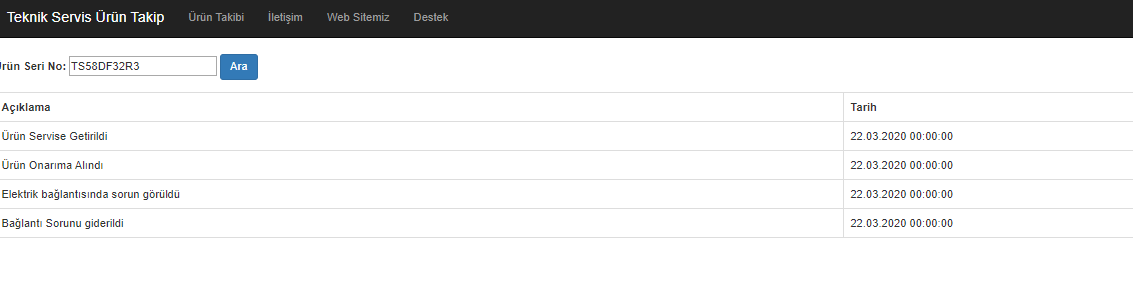 Teknik Servis Ürün Takip Ürün Takibi İletişim Web Sitemiz Destek
Ürün Seri No: TS58DF32R3 Ara
Açıklama Tarih
Ürün Servise Getirildi 22.03.2020 00:00:00
Ürün Onarıma Alındı 22.03.2020 00:00:00
Elektrik bağlantısında sorun görüldü 22.03.2020 00:00:00
Bağlantı Sorunu giderildi 22.03.2020 00:00:00